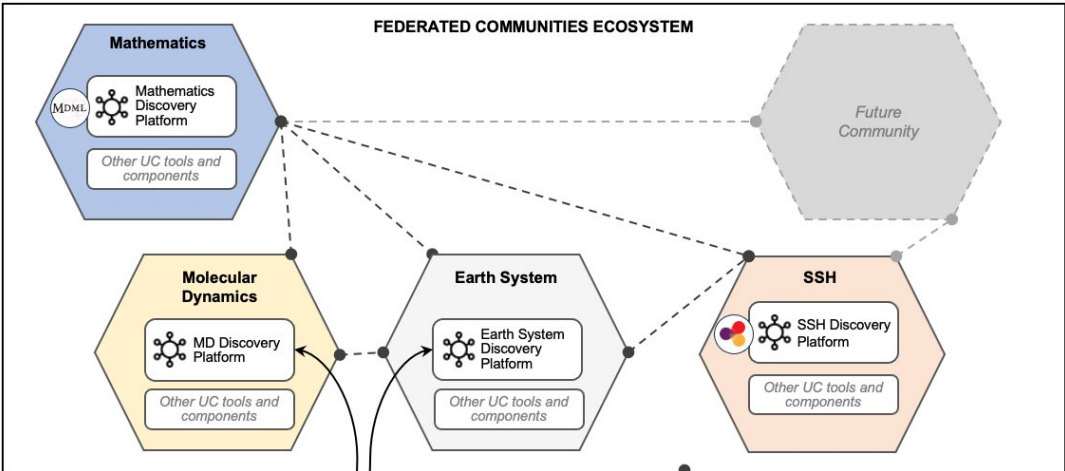 FEDERATED COMMUNITIES ECOSYSTEM
Mathematics
MDML
Mathematics
Discovery
Platform
Other UC tools and
components
Future
Community
Molecular
Dynamics
MD Discovery
Platform
Other UC tools and
components
Earth System
Earth System
Discovery
Platform
Other UC tools and
components
SSH
SSH Discovery
Platform
Other UC tools and
components